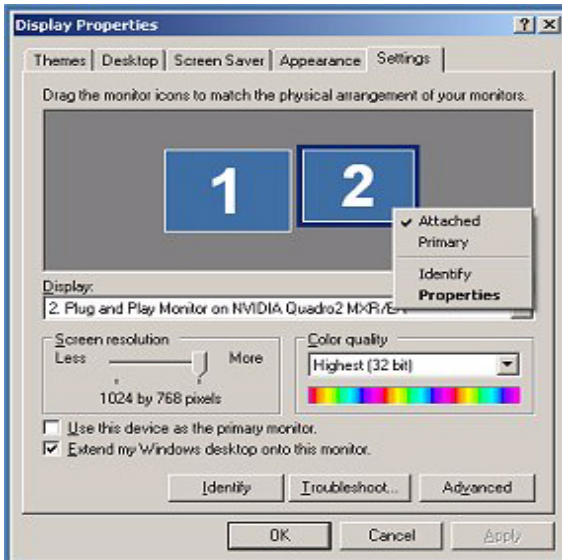 Display Properties
Themes Desktop Screen Saver Appearance Settings
Drag the monitor icons to match the physical arrangement of your monitors.
1 2
Attached
Primary
Identify
Properties
Display:
2. Plug and Play Monitor on NVIDIA Quadro2 MXR/EX
Screen resolution
Less More
1024 by 768 pixels
Color quality
Highest (32 bit)
Use this device as the primary monitor.
Extend my Windows desktop onto this monitor.
Identify Troubleshoot... Advanced
OK Cancel Apply